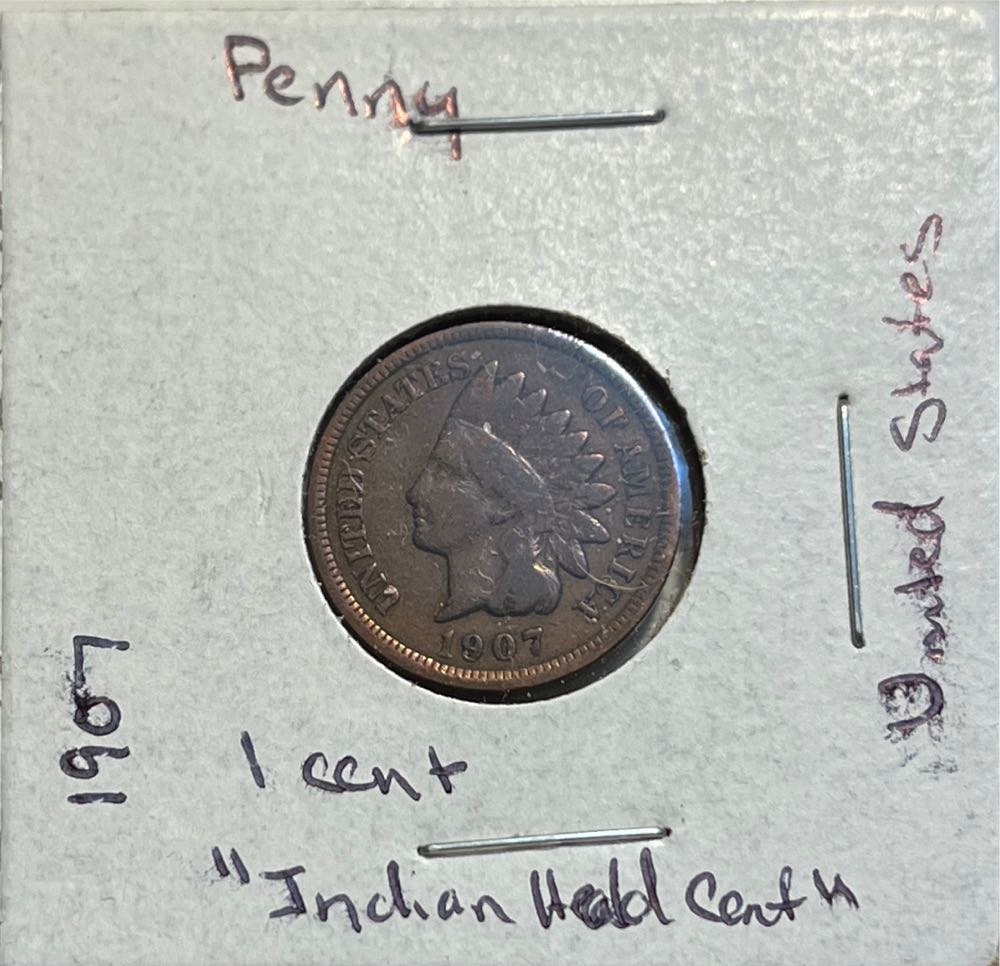 Penny
United States
UNITED STATES OF AMERICA
1907
1907
1 cent
"Indian Head Cent"